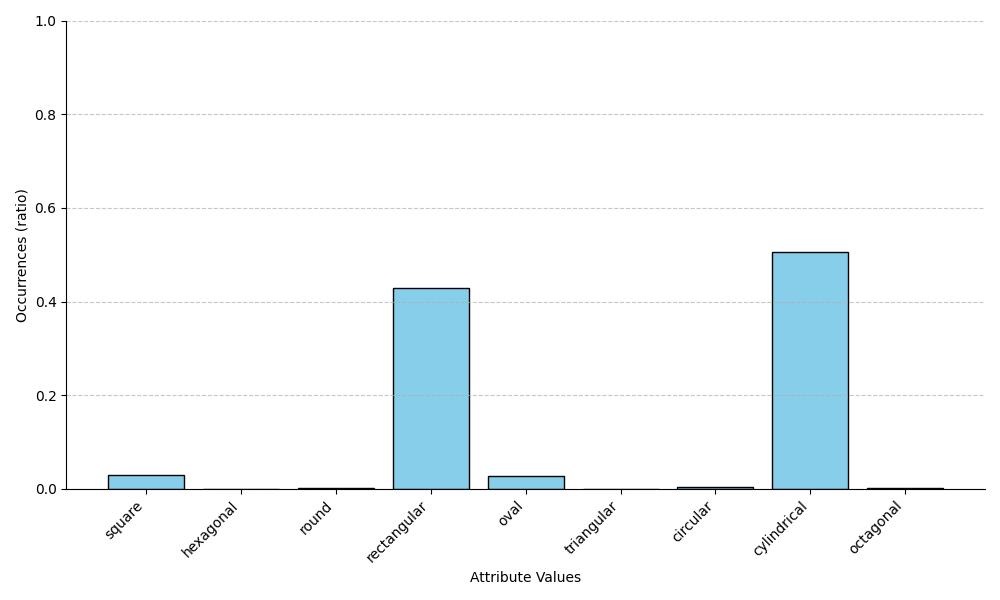 1.0
0.8
0.6
0.4
0.2
0.0
Occurrences (ratio)
square
hexagonal
round
rectangular
oval
triangular
circular
cylindrical
octagonal
Attribute Values